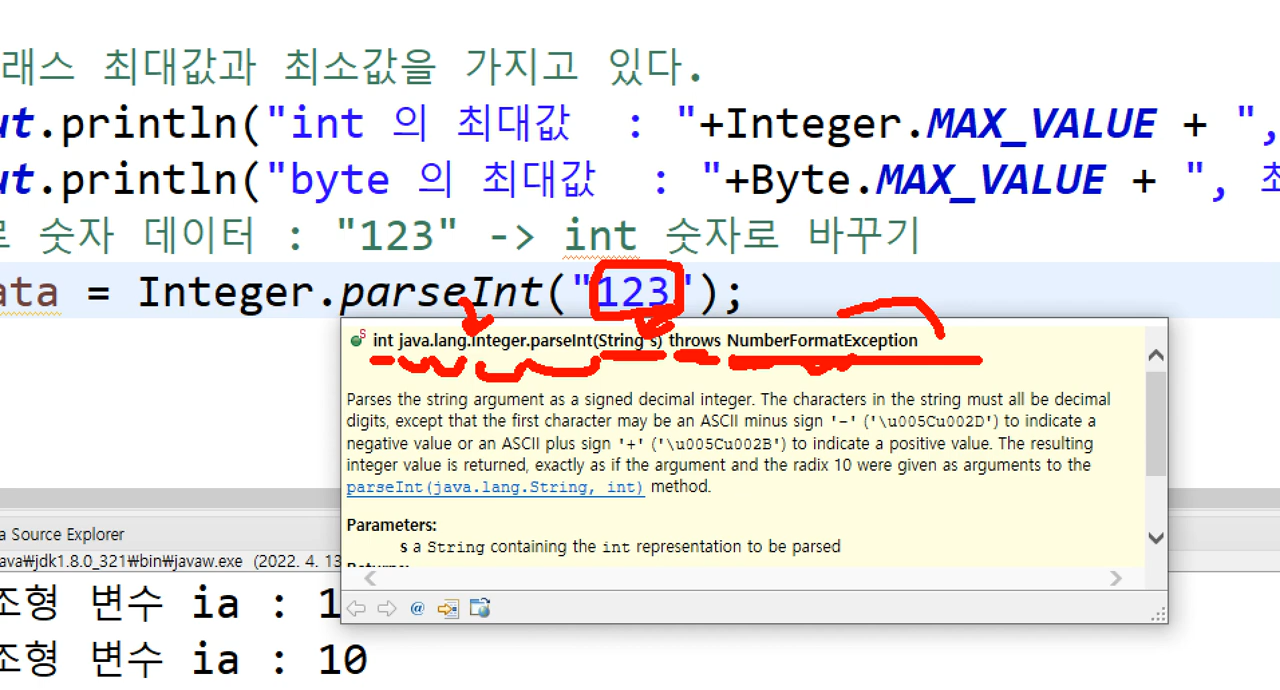 래스 최대값과 최소값을 가지고 있다.
ut.println("int 의 최대값 : "+Integer.MAX_VALUE + ",
ut.println("byte 의 최대값 : "+Byte.MAX_VALUE + ", 최
로 숫자 데이터 : "123" -> int 숫자로 바꾸기
ata = Integer.parseInt("123");
int java.lang.Integer.parseInt(String s) throws NumberFormatException
Parses the string argument as a signed decimal integer. The characters in the string must all be decimal
digits, except that the first character may be an ASCII minus sign '-' ('\u005Cu002D') to indicate a
negative value or an ASCII plus sign '+' ('\u005Cu002B') to indicate a positive value. The resulting
integer value is returned, exactly as if the argument and the radix 10 were given as arguments to the
parseInt(java.lang.String, int) method.
Parameters:
s a String containing the int representation to be parsed
Returns:
a Source Explorer
ava₩jdk1.8.0_321₩bin₩javaw.exe (2022. 4. 13
조형 변수 ia : 1
조형 변수 ia : 10